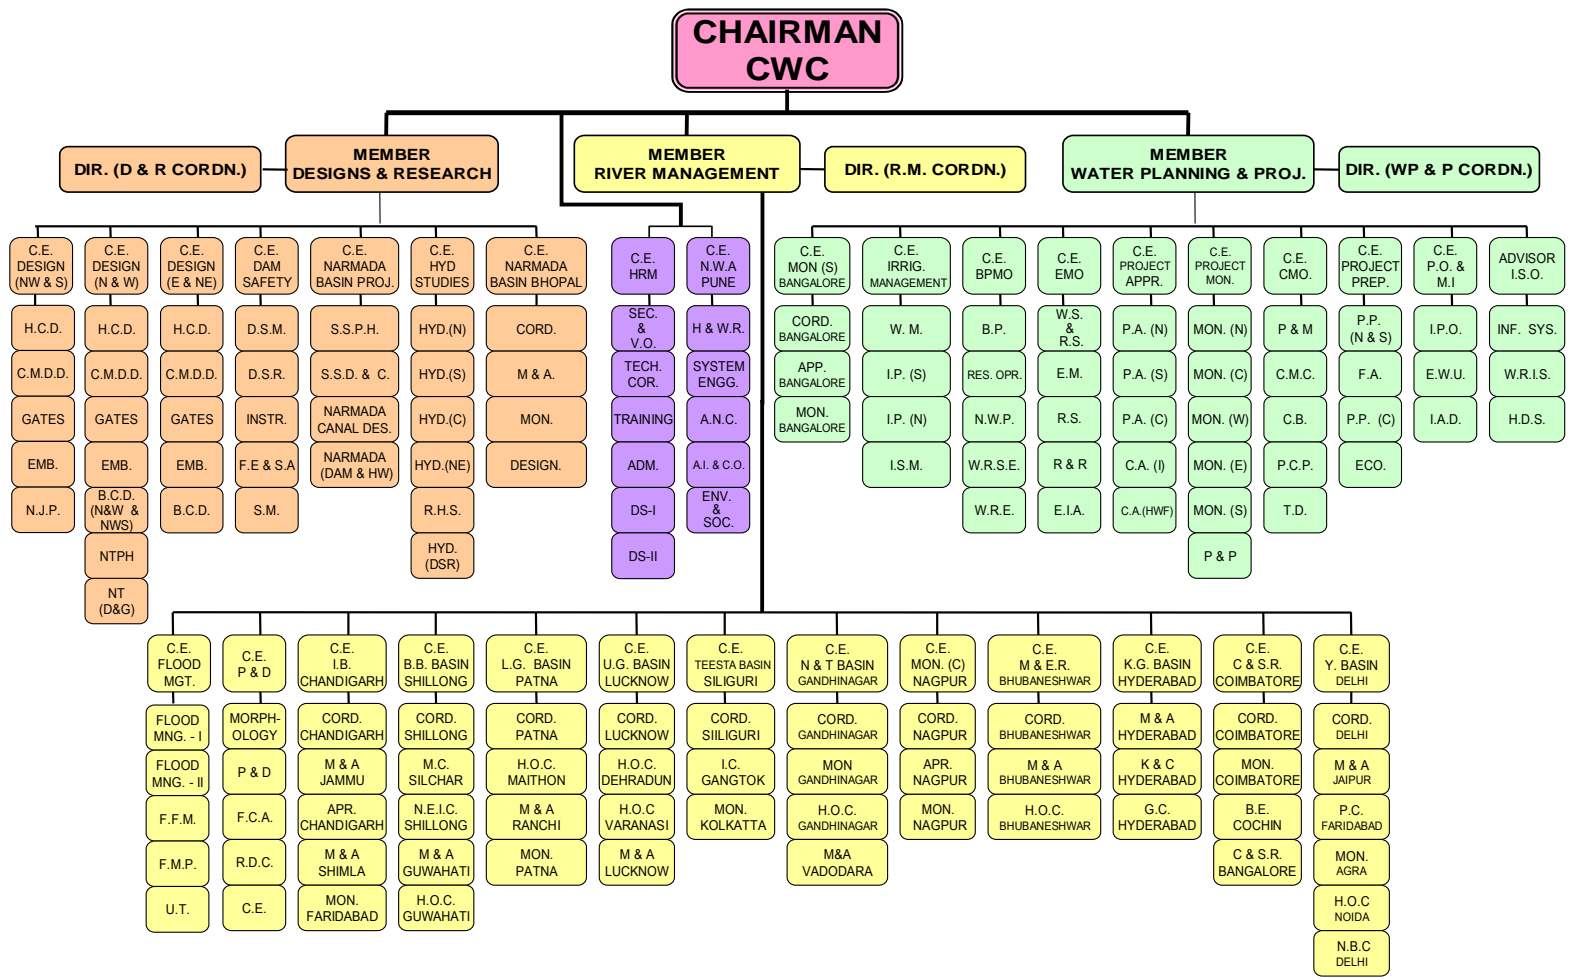 CHAIRMAN
CWC
DIR. (D & R CORDN.)
MEMBER
DESIGNS & RESEARCH
MEMBER
RIVER MANAGEMENT
DIR. (R.M. CORDN.)
MEMBER
WATER PLANNING & PROJ.
DIR. (WP & P CORDN.)
C.E.
DESIGN
(NW & S)
H.C.D.
C.M.D.D.
GATES
EMB.
N.J.P.
C.E.
DESIGN
(N & W)
H.C.D.
C.M.D.D.
GATES
EMB.
B.C.D.
(N&W &
NWS)
NTPH
NT
(D&G)
C.E.
DESIGN
(E & NE)
H.C.D.
C.M.D.D.
GATES
EMB.
B.C.D.
C.E.
DAM
SAFETY
D.S.M.
D.S.R.
INSTR.
F.E & S.A
S.M.
C.E.
NARMADA
BASIN PROJ.
S.S.P.H.
S.S.D. & C.
NARMADA
CANAL DES.
NARMADA
(DAM & HW)
C.E.
HYD
STUDIES
HYD.(N)
HYD.(S)
HYD.(C)
HYD.(NE)
R.H.S.
HYD.
(DSR)
C.E.
NARMADA
BASIN BHOPAL
CORD.
M & A.
MON.
DESIGN.
C.E.
HRM
SEC.
&
V.O.
TECH.
COR.
TRAINING
ADM.
DS-I
DS-II
C.E.
N.W.A
PUNE
H & W.R.
SYSTEM
ENGG.
A.N.C.
A.I. & C.O.
ENV.
&
SOC.
C.E.
MON (S)
BANGALORE
CORD.
BANGALORE
APP.
BANGALORE
MON.
BANGALORE
C.E.
IRRIG.
MANAGEMENT
W. M.
I.P. (S)
I.P. (N)
I.S.M.
C.E.
BPMO
B.P.
RES. OPR.
N.W.P.
W.R.S.E.
W.R.E.
C.E.
EMO
W.S.
&
R.S.
E.M.
R.S.
R & R
E.I.A.
C.E.
PROJECT
APPR.
P.A. (N)
P.A. (S)
P.A. (C)
C.A. (I)
C.A.(HWF)
C.E.
PROJECT
MON.
MON. (N)
MON. (C)
MON. (W)
MON. (E)
MON. (S)
P & P
C.E.
CMO.
P & M
C.M.C.
C.B.
P.C.P.
T.D.
C.E.
PROJECT
PREP.
P.P.
(N & S)
F.A.
P.P. (C)
ECO.
C.E.
P.O. &
M.I
I.P.O.
E.W.U.
I.A.D.
ADVISOR
I.S.O.
INF. SYS.
W.R.I.S.
H.D.S.
C.E.
FLOOD
MGT.
FLOOD
MNG. - I
FLOOD
MNG. - II
F.F.M.
F.M.P.
U.T.
C.E.
P & D
MORPH-
OLOGY
P & D
F.C.A.
R.D.C.
C.E.
C.E.
I.B.
CHANDIGARH
CORD.
CHANDIGARH
M & A
JAMMU
APR.
CHANDIGARH
M & A
SHIMLA
MON.
FARIDABAD
C.E.
B.B. BASIN
SHILLONG
CORD.
SHILLONG
M.C.
SILCHAR
N.E.I.C.
SHILLONG
M & A
GUWAHATI
H.O.C.
GUWAHATI
C.E.
L.G. BASIN
PATNA
CORD.
PATNA
H.O.C.
MAITHON
M & A
RANCHI
MON.
PATNA
C.E.
U.G. BASIN
LUCKNOW
CORD.
LUCKNOW
H.O.C.
DEHRADUN
H.O.C
VARANASI
M & A
LUCKNOW
C.E.
TEESTA BASIN
SILIGURI
CORD.
SIILIGURI
I.C.
GANGTOK
MON.
KOLKATTA
C.E.
N & T BASIN
GANDHINAGAR
CORD.
GANDHINAGAR
MON
GANDHINAGAR
H.O.C.
GANDHINAGAR
M&A
VADODARA
C.E.
MON. (C)
NAGPUR
CORD.
NAGPUR
APR.
NAGPUR
MON.
NAGPUR
C.E.
M & E.R.
BHUBANESHWAR
CORD.
BHUBANESHWAR
M & A
BHUBANESHWAR
H.O.C.
BHUBANESHWAR
C.E.
K.G. BASIN
HYDERABAD
M & A
HYDERABAD
K & C
HYDERABAD
G.C.
HYDERABAD
C.E.
C & S.R.
COIMBATORE
CORD.
COIMBATORE
MON.
COIMBATORE
B.E.
COCHIN
C & S.R.
BANGALORE
C.E.
Y. BASIN
DELHI
CORD.
DELHI
M & A
JAIPUR
P.C.
FARIDABAD
MON.
AGRA
H.O.C
NOIDA
N.B.C
DELHI